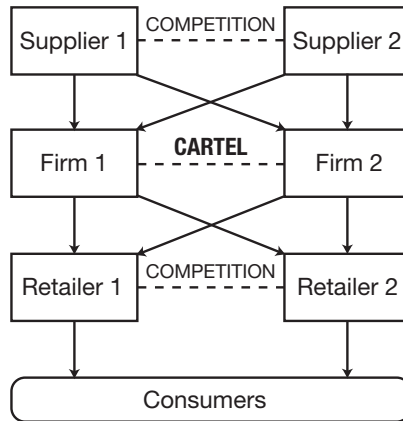 COMPETITION
Supplier 1
Supplier 2
CARTEL
Firm 1
Firm 2
COMPETITION
Retailer 1
Retailer 2
Consumers